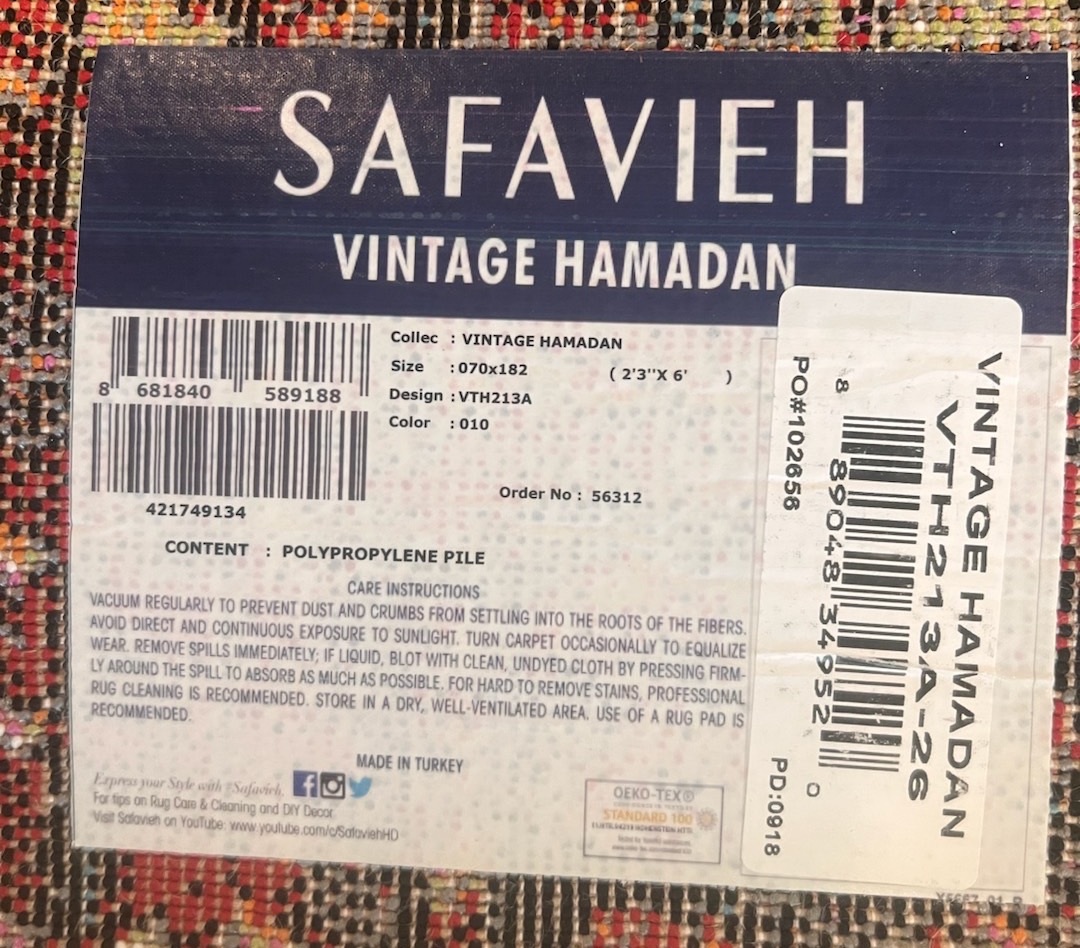 SAFAVIEH
VINTAGE HAMADAN
8 681840 589188
421749134
Collec : VINTAGE HAMADAN
Size : 070x182 ( 2'3"X 6' )
Design : VTH213A
Color : 010
Order No : 56312
CONTENT : POLYPROPYLENE PILE
CARE INSTRUCTIONS
VACUUM REGULARLY TO PREVENT DUST AND CRUMBS FROM SETTLING INTO THE ROOTS OF THE FIBERS.
AVOID DIRECT AND CONTINUOUS EXPOSURE TO SUNLIGHT. TURN CARPET OCCASIONALLY TO EQUALIZE
WEAR. REMOVE SPILLS IMMEDIATELY; IF LIQUID, BLOT WITH CLEAN, UNDYED CLOTH BY PRESSING FIRM-
LY AROUND THE SPILL TO ABSORB AS MUCH AS POSSIBLE. FOR HARD TO REMOVE STAINS, PROFESSIONAL
RUG CLEANING IS RECOMMENDED. STORE IN A DRY, WELL-VENTILATED AREA. USE OF A RUG PAD IS
RECOMMENDED.
MADE IN TURKEY
Express your Style with #Safavieh.
For tips on Rug Care & Cleaning and DIY Decor
Visit Safavieh on YouTube: www.youtube.com/c/SafaviehHD
OEKO-TEX®
STANDARD 100
VINTAGE HAMADAN
VTH213A-26
8 89048 34952 0
PO#102658 PD:0918